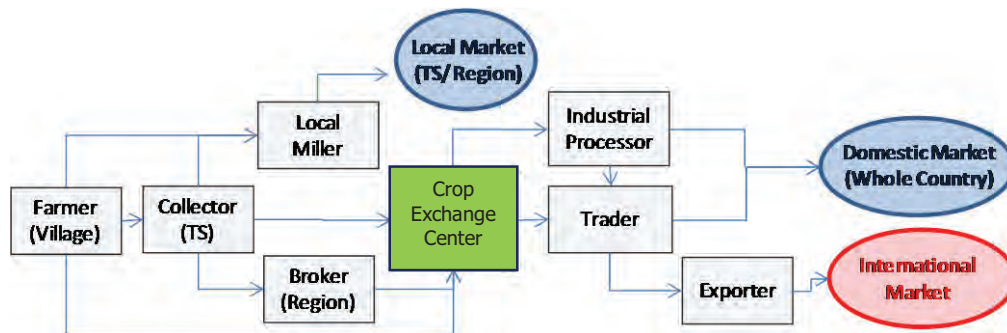 Local Market
(TS/ Region)
Local
Miller
Industrial
Processor
Domestic Market
(Whole Country)
Farmer
(Village)
Collector
(TS)
Crop
Exchange
Center
Trader
Broker
(Region)
Exporter
International
Market